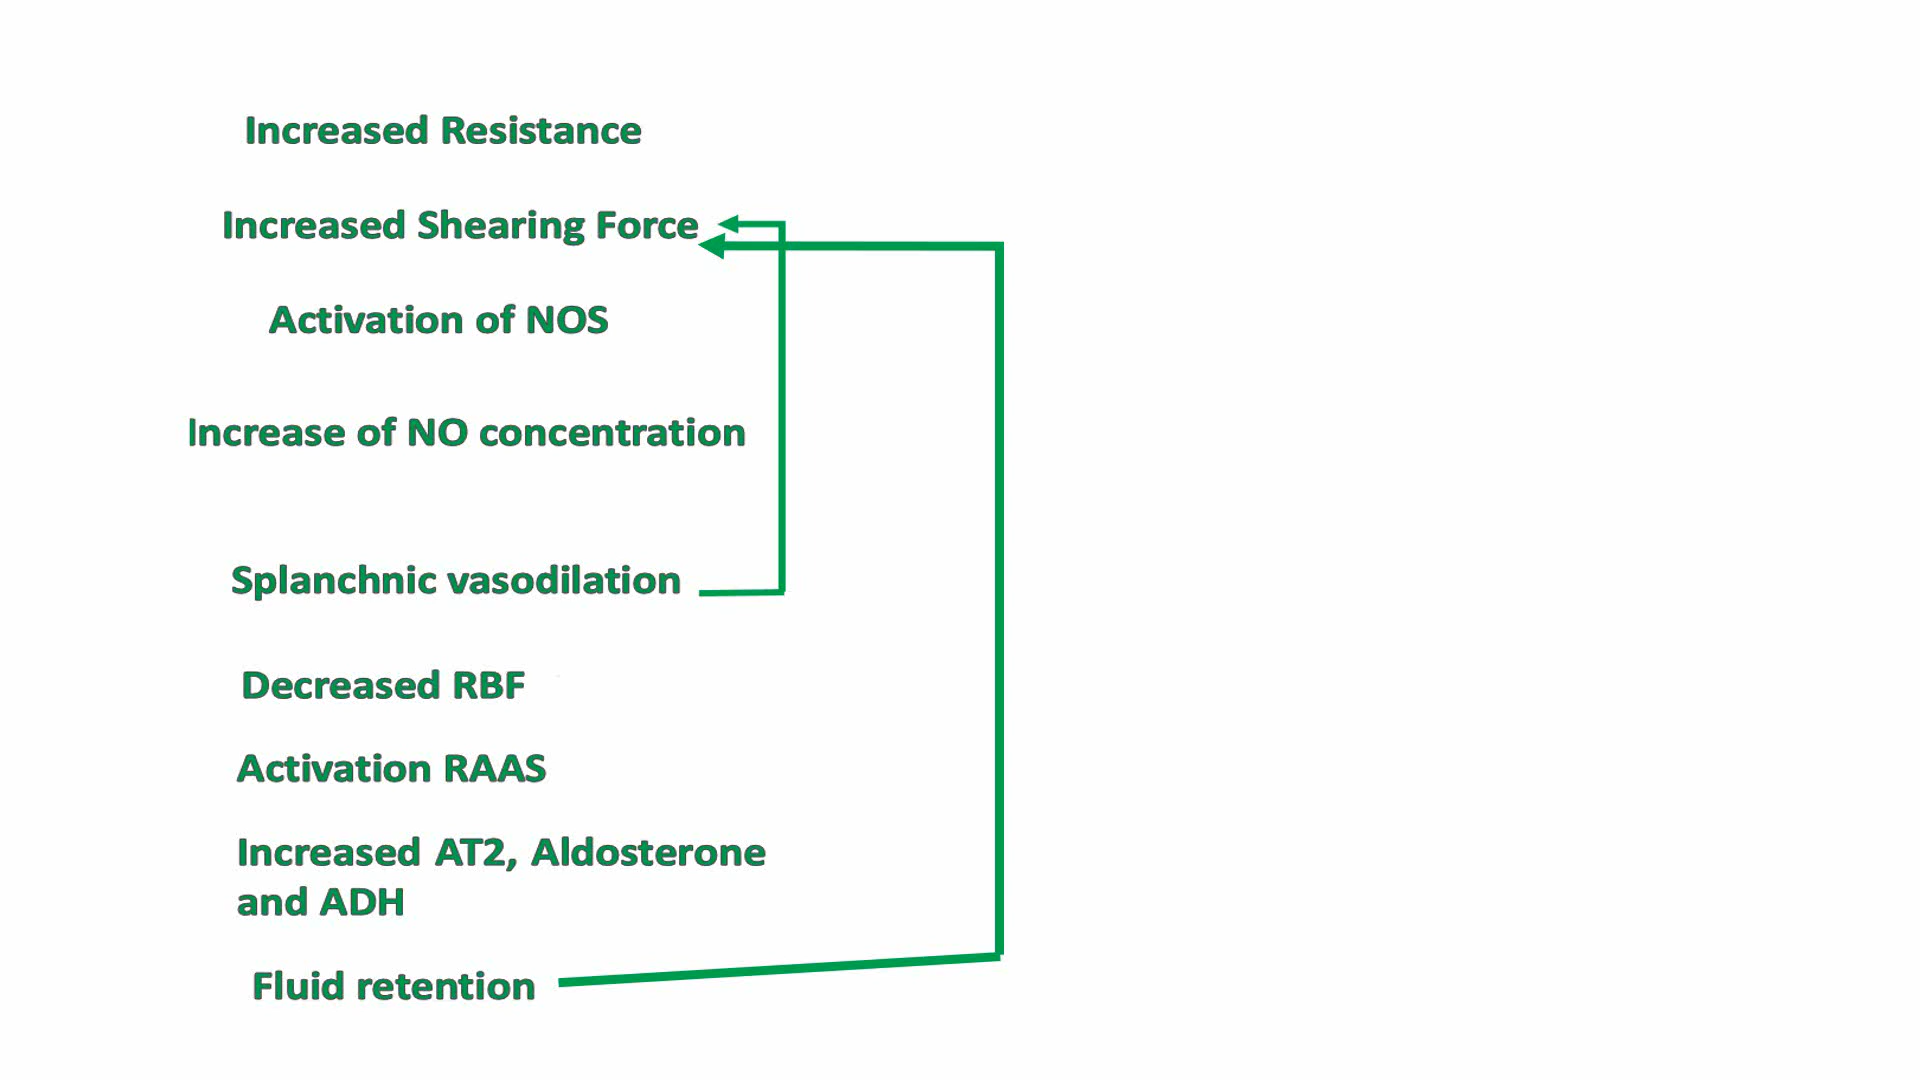 Increased Resistance
Increased Shearing Force
Activation of NOS
Increase of NO concentration
Splanchnic vasodilation
Decreased RBF
Activation RAAS
Increased AT2, Aldosterone
and ADH
Fluid retention